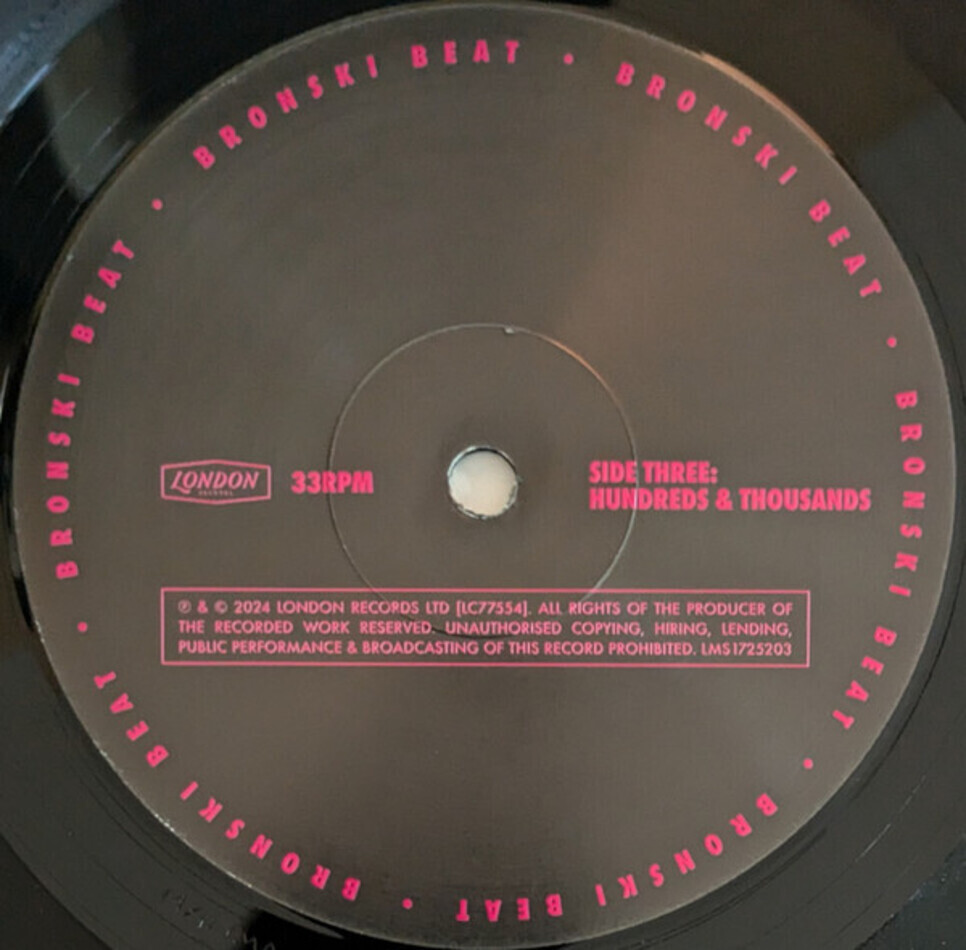 BRONSKI BEAT • BRONSKI BEAT • BRONSKI BEAT • BRONSKI BEAT • BRONSKI BEAT • BRONSKI BEAT •
LONDON
RECORDS
33RPM
SIDE THREE:
HUNDREDS & THOUSANDS
℗ & © 2024 LONDON RECORDS LTD [LC77554]. ALL RIGHTS OF THE PRODUCER OF
THE RECORDED WORK RESERVED. UNAUTHORISED COPYING, HIRING, LENDING,
PUBLIC PERFORMANCE & BROADCASTING OF THIS RECORD PROHIBITED. LMS1725203